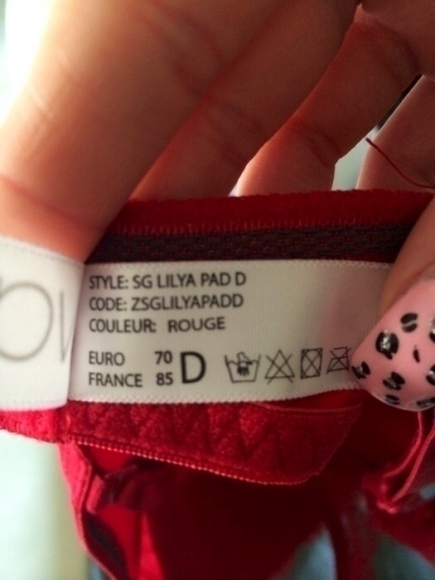 STYLE: SG LILYA PAD D
CODE: ZSGLILYAPADD
COULEUR: ROUGE
EURO 70 D
FRANCE 85